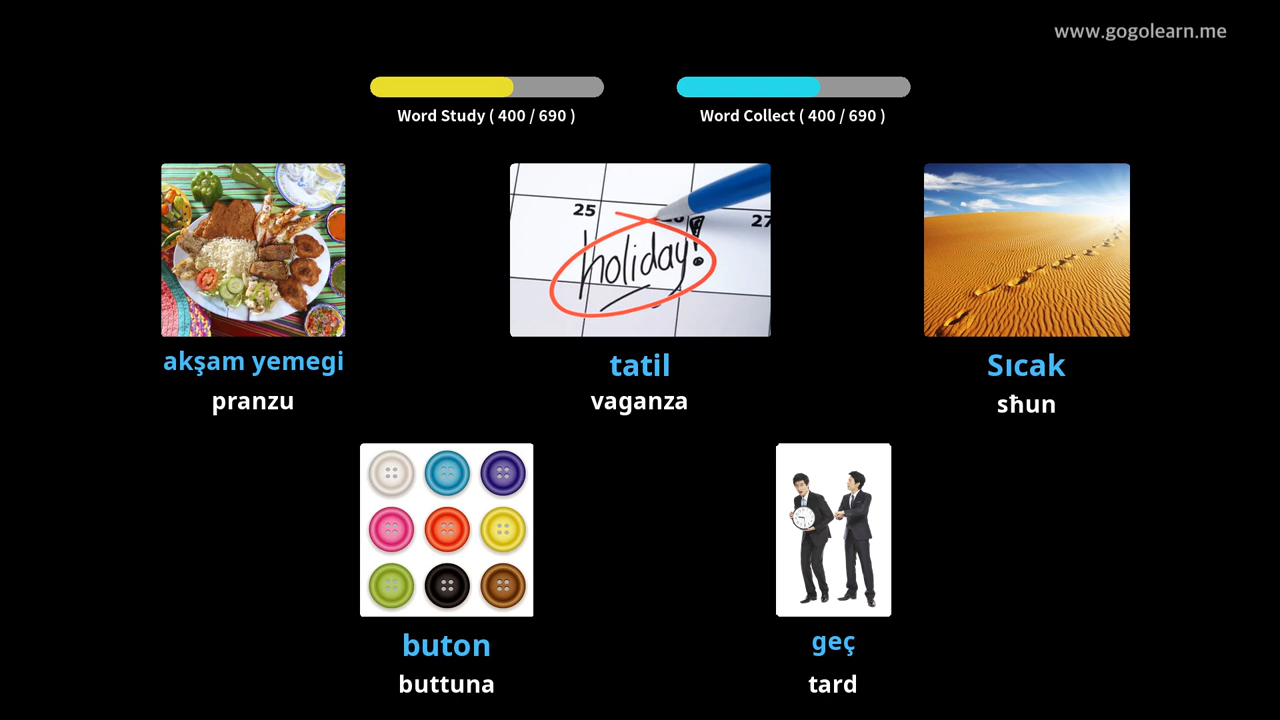 www.gogolearn.me
Word Study ( 400 / 690 )
Word Collect ( 400 / 690 )
25
27
holiday!
akşam yemegi
tatil
Sıcak
pranzu
vaganza
sħun
buton
geç
buttuna
tard